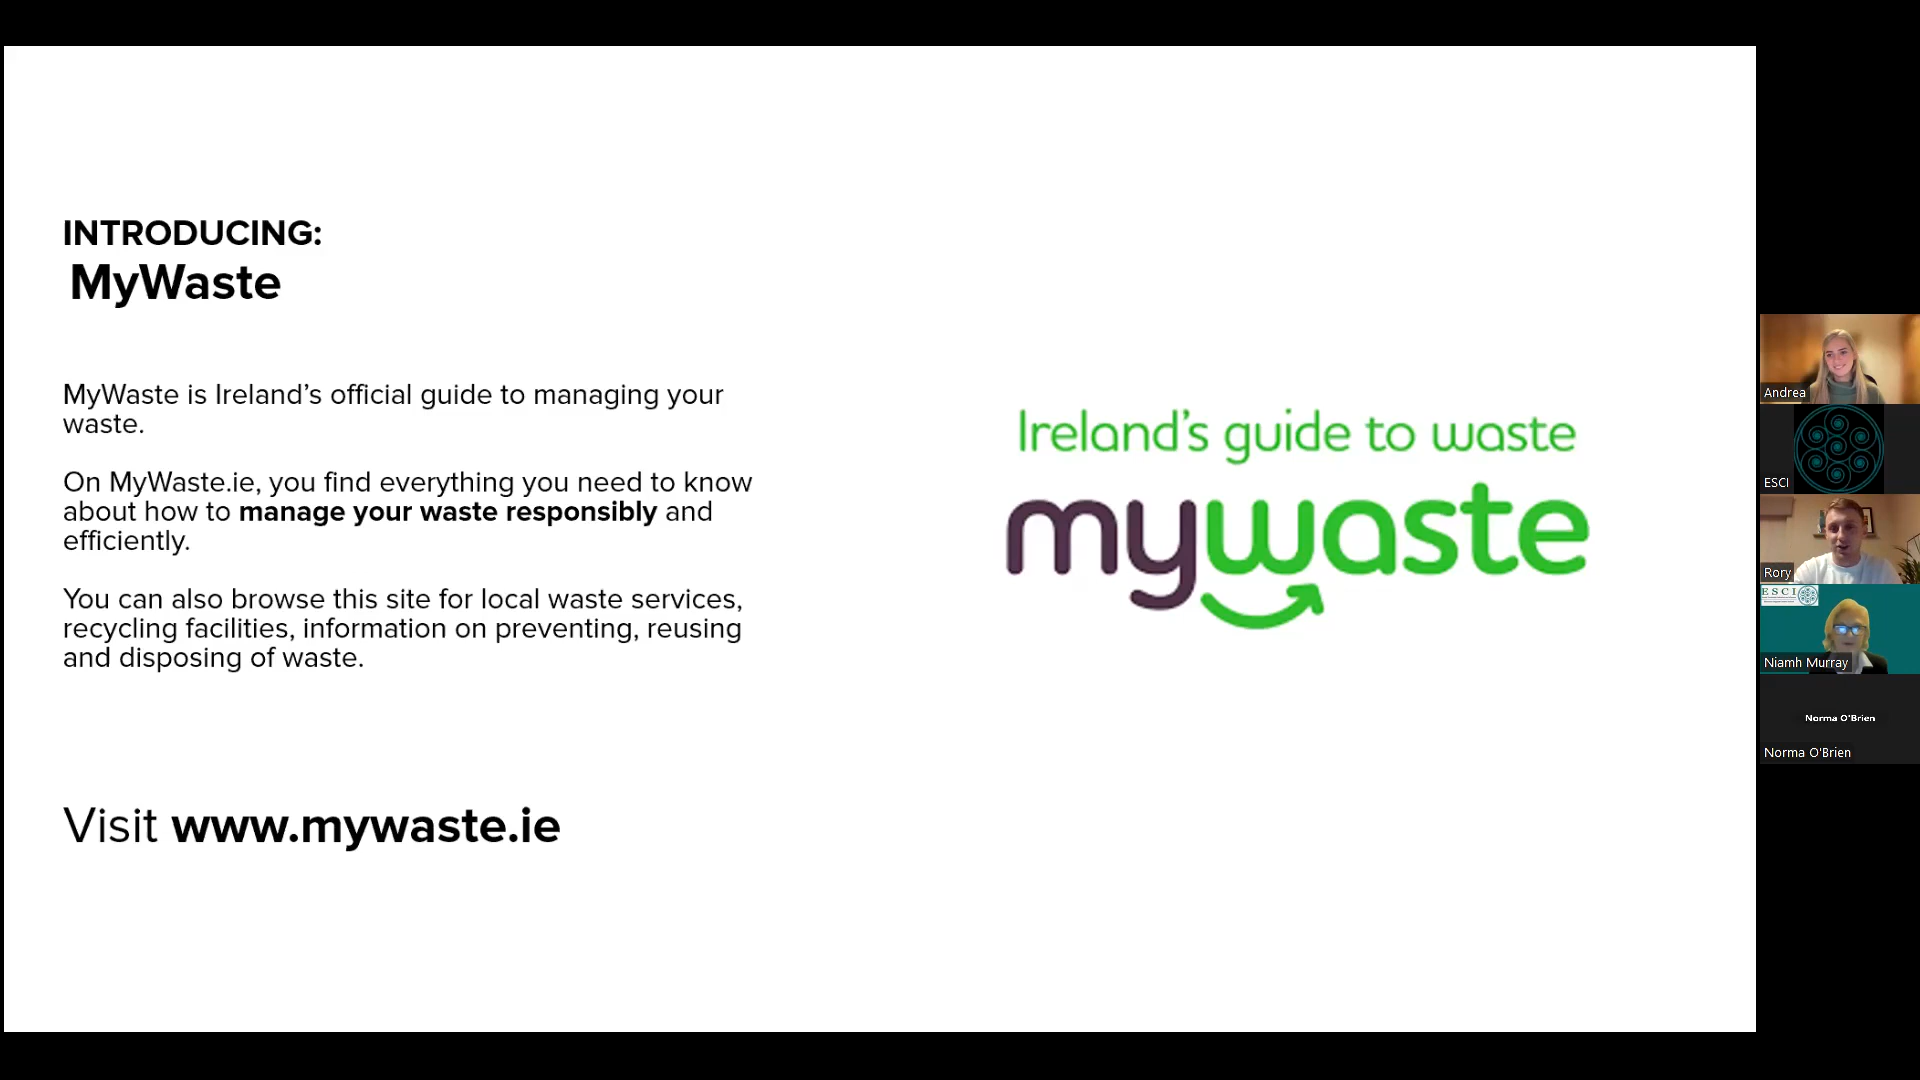 INTRODUCING:
MyWaste
MyWaste is Ireland’s official guide to managing your
waste.
On MyWaste.ie, you find everything you need to know
about how to manage your waste responsibly and
efficiently.
You can also browse this site for local waste services,
recycling facilities, information on preventing, reusing
and disposing of waste.
Visit www.mywaste.ie
Ireland’s guide to waste
mywaste
Andrea
ESCI
Rory
ESCI
Niamh Murray
Norma O'Brien
Norma O'Brien